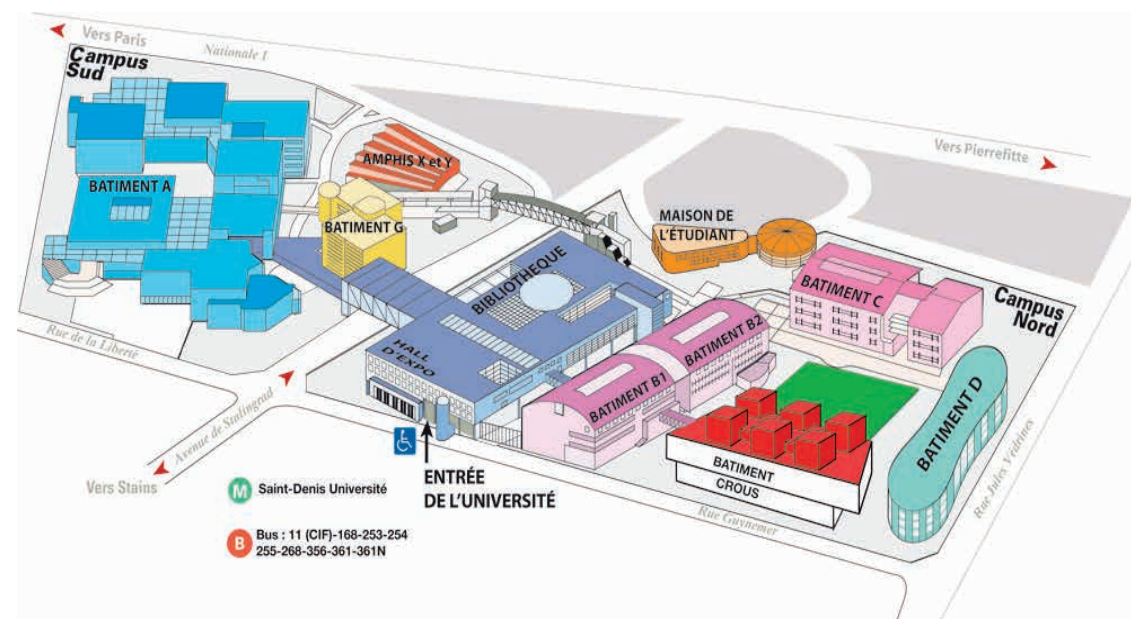 Vers Paris
Nationale 1
Campus
Sud
Vers Pierrefitte
AMPHIS X et Y
BATIMENT A
BATIMENT G
MAISON DE
L'ÉTUDIANT
BIBLIOTHEQUE
BATIMENT C
Campus
Nord
HALL
D'EXPO
BATIMENT B2
BATIMENT B1
BATIMENT D
BATIMENT
CROUS
Rue de la Liberté
Avenue de Stalingrad
Vers Stains
ENTRÉE
DE L'UNIVERSITÉ
Rue Guynemer
Rue Jules Védrines
M Saint-Denis Université
B Bus : 11 (CIF)-168-253-254
255-268-356-361-361N